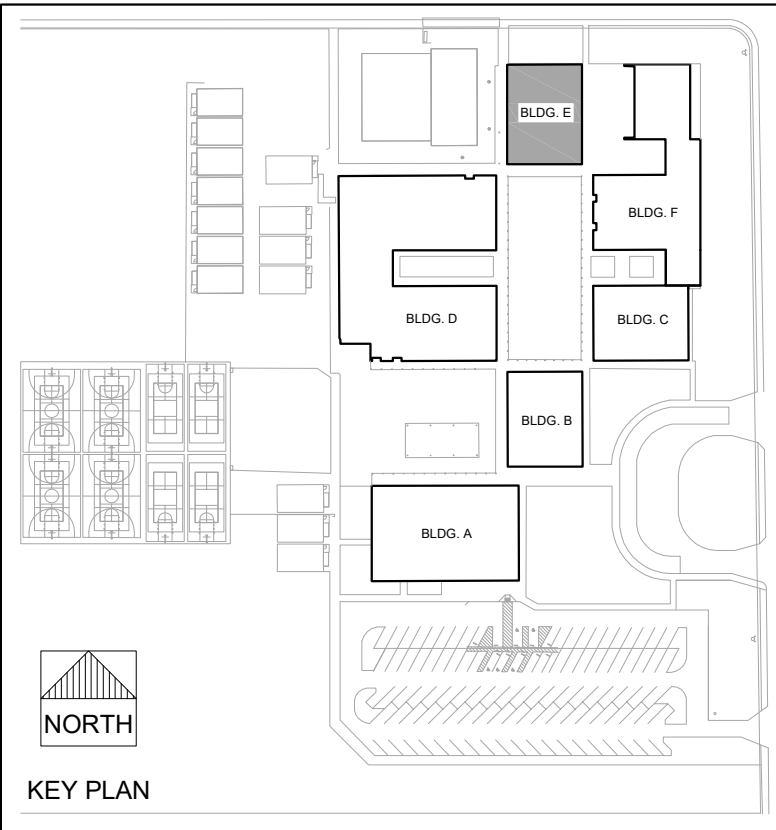 BLDG. E
BLDG. F
BLDG. D
BLDG. C
BLDG. B
BLDG. A
NORTH
KEY PLAN